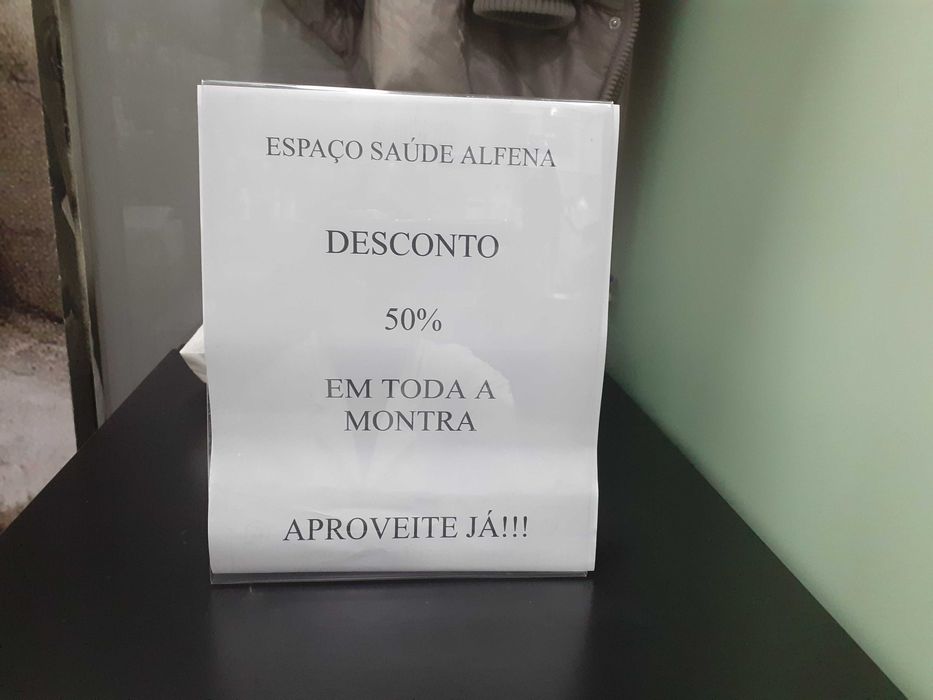 ESPAÇO SAÚDE ALFENA
DESCONTO
50%
EM TODA A
MONTRA
APROVEITE JÁ!!!